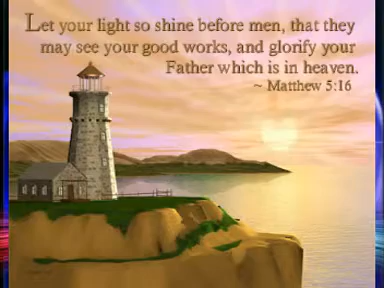 Let your light so shine before men, that they
may see your good works, and glorify your
Father which is in heaven.
~ Matthew 5:16